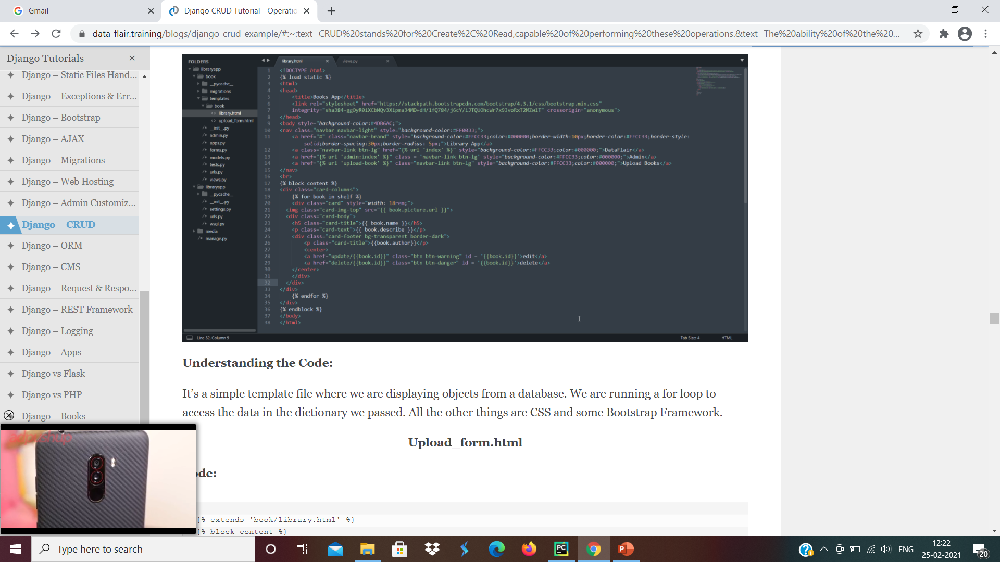 Gmail
Django CRUD Tutorial - Operatio
data-flair.training/blogs/django-crud-example/#:~:text=CRUD%20stands%20for%20Create%2C%20Read,capable%20of%20performing%20these%20operations.&text=The%20ability%20of%20the%20...
Django Tutorials
Django – Static Files Hand...
Django – Exceptions & Err...
Django – Bootstrap
Django – AJAX
Django – Migrations
Django – Web Hosting
Django – Admin Customiz...
Django – CRUD
Django – ORM
Django – CMS
Django – Request & Respo...
Django – REST Framework
Django – Logging
Django – Apps
Django vs Flask
Django vs PHP
Django – Books
FOLDERS
libraryapp
book
__pycache__
migrations
templates
book
library.html
upload_form.html
__init__.py
admin.py
apps.py
forms.py
models.py
tests.py
urls.py
views.py
libraryapp
__pycache__
__init__.py
settings.py
urls.py
wsgi.py
media
manage.py
library.html
views.py
1 <!DOCTYPE html>
2 {% load static %}
3 <html>
4 <head>
5 <title>Books App</title>
6 <link rel="stylesheet" href="https://stackpath.bootstrapcdn.com/bootstrap/4.3.1/css/bootstrap.min.css"
7 integrity="sha384-ggOyR0iXCbMQv3Xipma34MD+dH/1fQ784/j6cY/iJTQUOhcWr7x9JvoRxT2MZw1T" crossorigin="anonymous">
8 </head>
9 <body style="background-color:#4DB6AC;">
10 <nav class="navbar navbar-light" style="background-color:#FF0033;">
11 <a href="#" class="navbar-brand" style="background-color:#FFCC33;color:#000000;border-width:10px;border-color:#FFCC33;border-style:
solid;border-spacing:30px;border-radius: 5px;">Library App</a>
12 <a class="navbar-link btn-lg" href="{% url 'index' %}" style="background-color:#FFCC33;color:#000000;">DataFlair</a>
13 <a href="{% url 'admin:index' %}" class = 'navbar-link btn-lg' style="background-color:#FFCC33;color:#000000;">Admin</a>
14 <a href="{% url 'upload-book' %}" class="navbar-link btn-lg" style="background-color:#FFCC33;color:#000000;">Upload Books</a>
15 </nav>
16 <br>
17 {% block content %}
18 <div class="card-columns">
19 {% for book in shelf %}
20 <div class="card" style="width: 18rem;">
21 <img class="card-img-top" src="{{ book.picture.url }}">
22 <div class="card-body">
23 <h5 class="card-title">{{ book.name }}</h5>
24 <p class="card-text">{{ book.describe }}</p>
25 <div class="card-footer bg-transparent border-dark">
26 <p class="card-title">{{book.author}}</p>
27 <center>
28 <a href="update/{{book.id}}" class="btn btn-warning" id = '{{book.id}}'>edit</a>
29 <a href="delete/{{book.id}}" class="btn btn-danger" id = '{{book.id}}'>delete</a>
30 </center>
31 </div>
32 </div>
33 </div>
34 {% endfor %}
35 </div>
36 {% endblock %}
37 </body>
38 </html>
Line 32, Column 9
Tab Size: 4
HTML
Understanding the Code:
It’s a simple template file where we are displaying objects from a database. We are running a for loop to
access the data in the dictionary we passed. All the other things are CSS and some Bootstrap Framework.
Upload_form.html
ode:
{% extends 'book/library.html' %}
{% block content %}
adpushup
Type here to search
ENG
12:22
25-02-2021
20